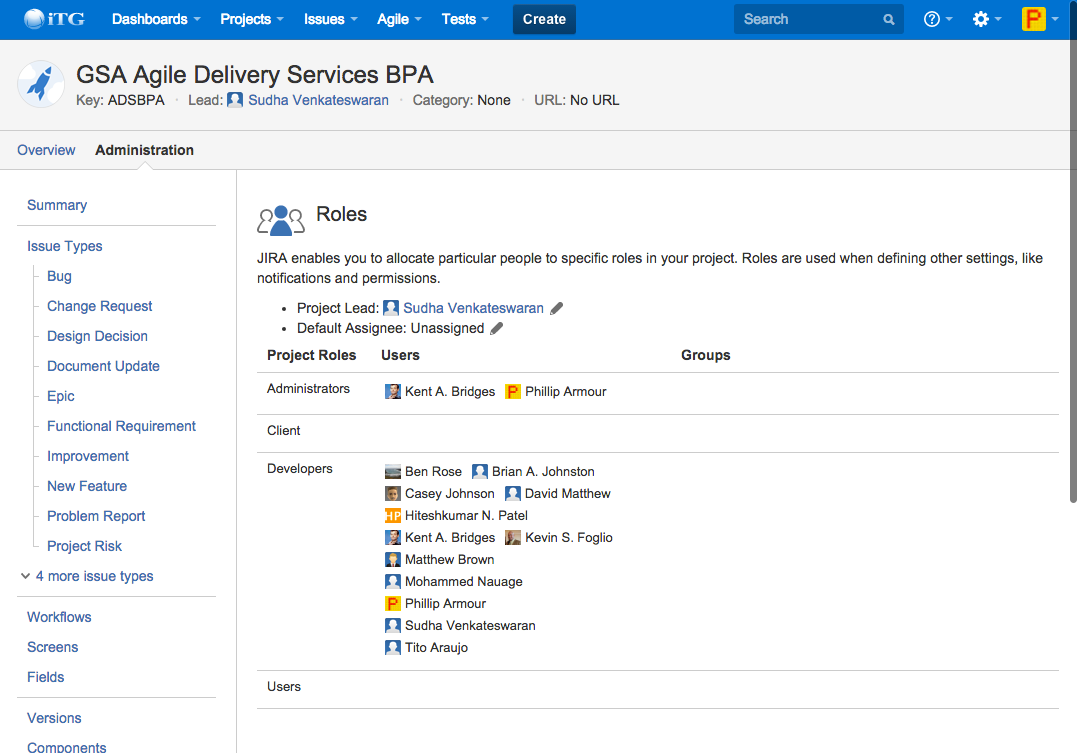 iTG Dashboards Projects Issues Agile Tests Create Search ? P
GSA Agile Delivery Services BPA
Key: ADSBPA · Lead: Sudha Venkateswaran · Category: None · URL: No URL
Overview Administration
Summary
Issue Types
Bug
Change Request
Design Decision
Document Update
Epic
Functional Requirement
Improvement
New Feature
Problem Report
Project Risk
4 more issue types
Workflows
Screens
Fields
Versions
Components
Roles
JIRA enables you to allocate particular people to specific roles in your project. Roles are used when defining other settings, like
notifications and permissions.
• Project Lead: Sudha Venkateswaran
• Default Assignee: Unassigned
Project Roles Users Groups
Administrators Kent A. Bridges P Phillip Armour
Client
Developers Ben Rose Brian A. Johnston
Casey Johnson David Matthew
HP Hiteshkumar N. Patel
Kent A. Bridges Kevin S. Foglio
Matthew Brown
Mohammed Nauage
P Phillip Armour
Sudha Venkateswaran
Tito Araujo
Users